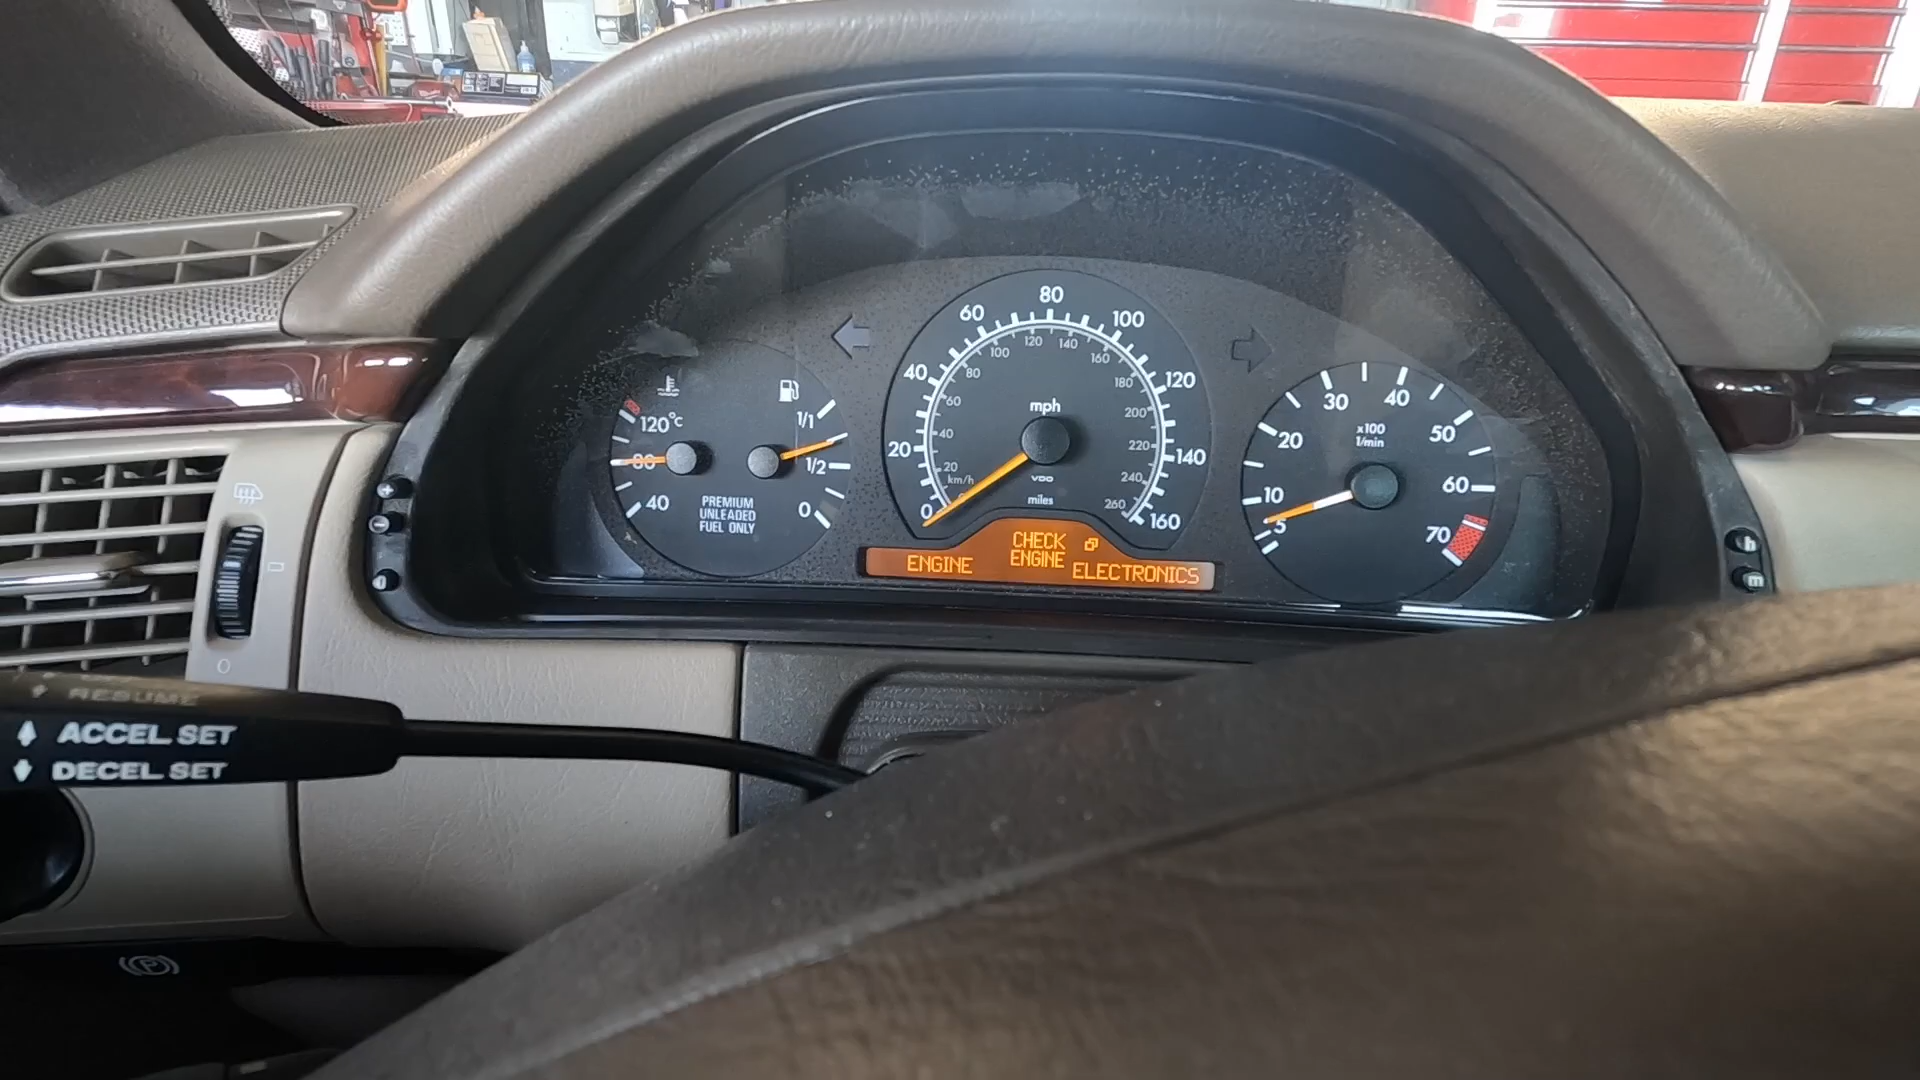 120°C
80
40
1/1
1/2
0
PREMIUM
UNLEADED
FUEL ONLY
0
20
40
60
80
100
120
140
160
20
40
60
80
100
120
140
160
180
200
220
240
260
km/h
mph
VDO
miles
ENGINE
CHECK
ENGINE
ELECTRONICS
5
10
20
30
40
50
60
70
x100
1/min
+
-
0
h
m
RESUME
ACCEL SET
DECEL SET
0
P